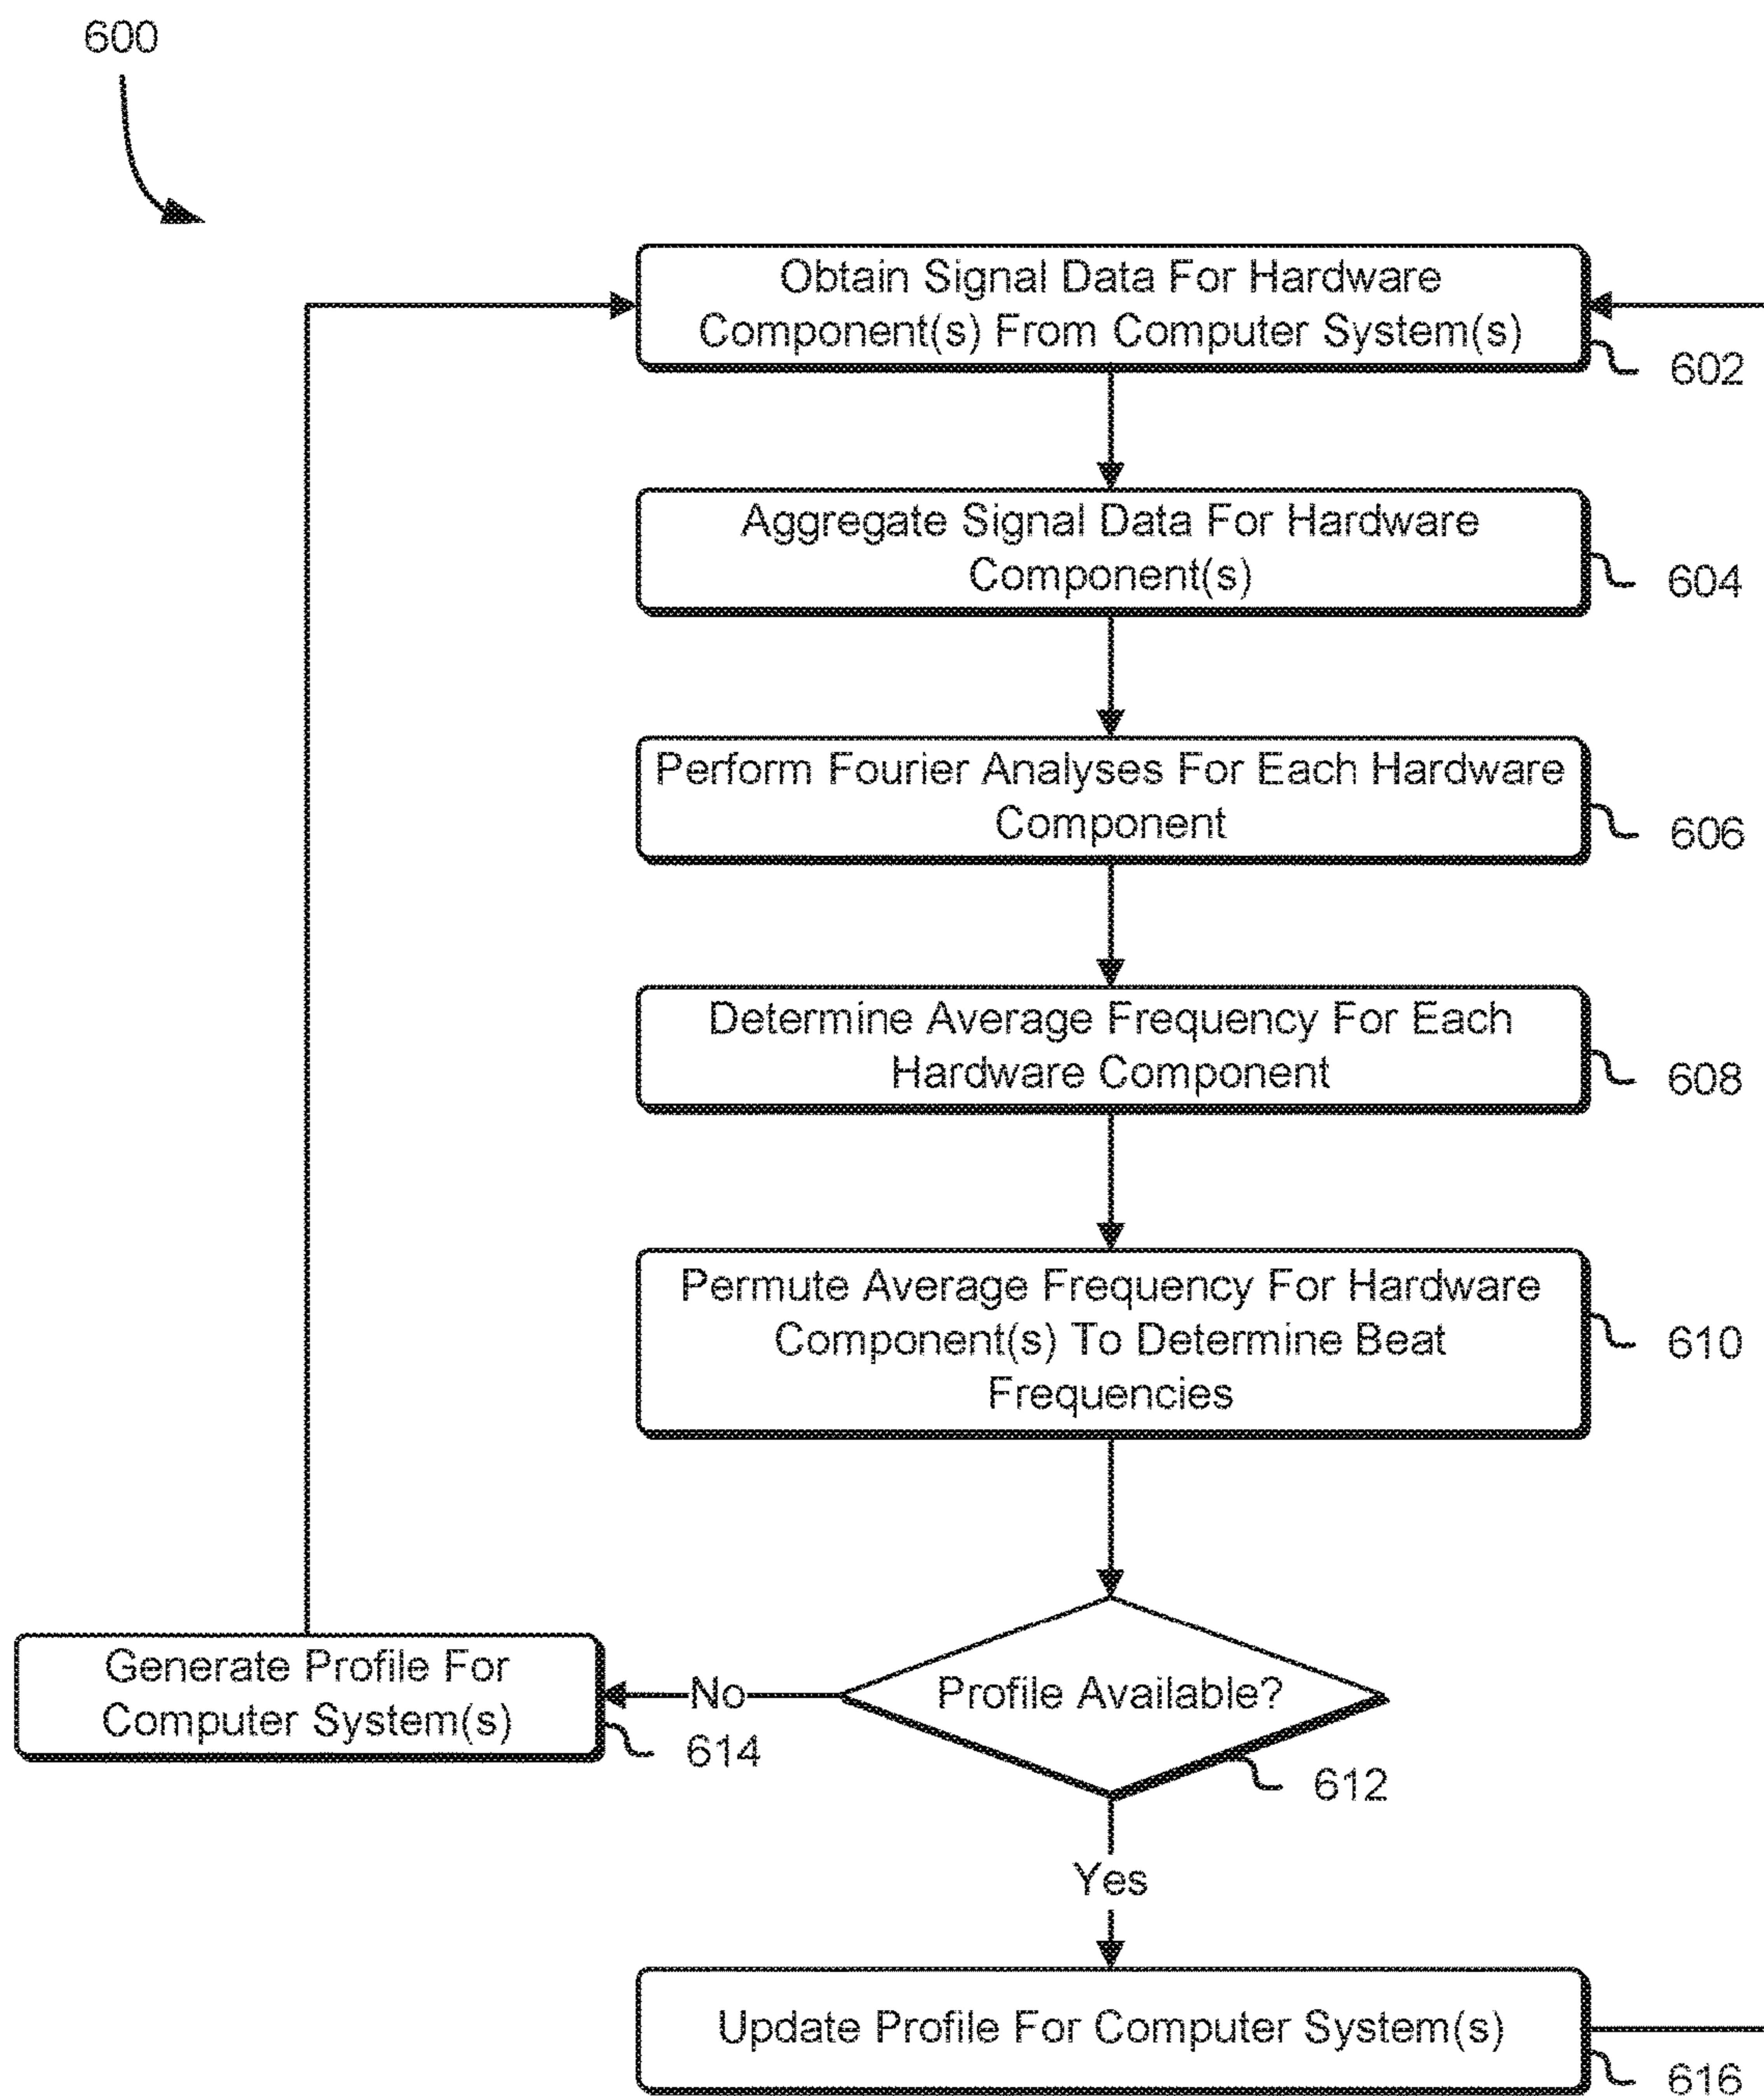 600
Obtain Signal Data For Hardware
Component(s) From Computer System(s)
602
Aggregate Signal Data For Hardware
Component(s)
604
Perform Fourier Analyses For Each Hardware
Component
606
Determine Average Frequency For Each
Hardware Component
608
Permute Average Frequency For Hardware
Component(s) To Determine Beat
Frequencies
610
Profile Available?
612
No
Generate Profile For
Computer System(s)
614
Yes
Update Profile For Computer System(s)
616